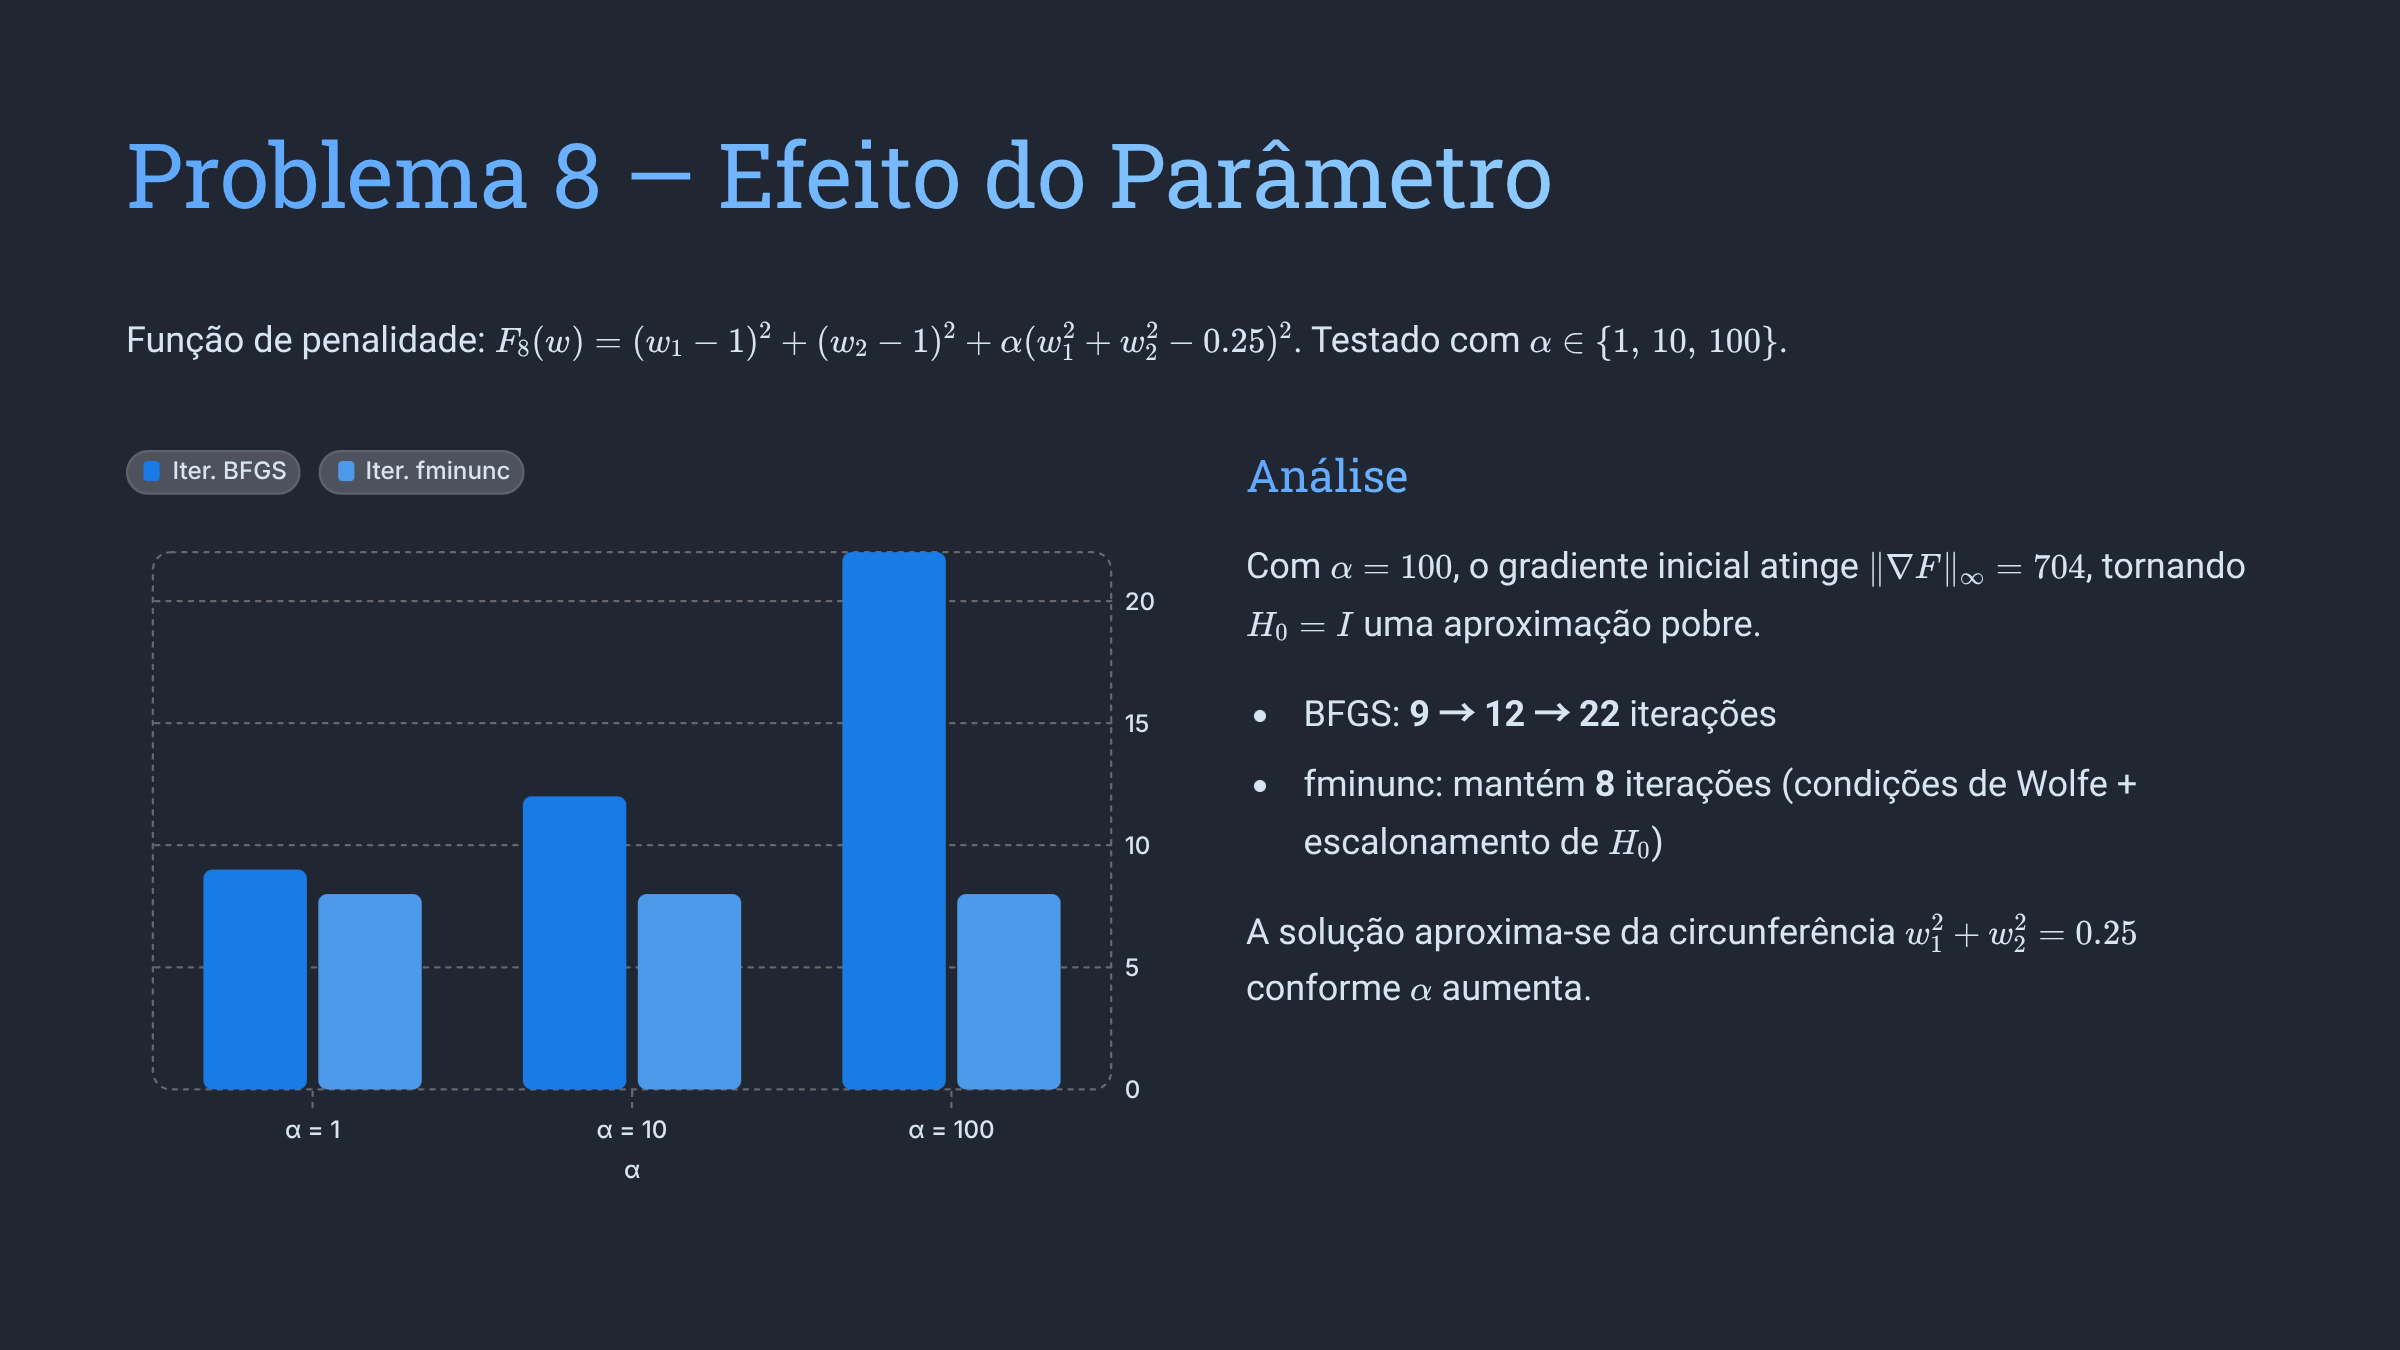 Problema 8 — Efeito do Parâmetro
Função de penalidade: F₈(w) = (w₁ − 1)² + (w₂ − 1)² + α(w₁² + w₂² − 0.25)². Testado com α ∈ {1, 10, 100}.
Iter. BFGS
Iter. fminunc
20
15
10
5
0
α = 1
α = 10
α = 100
α
Análise
Com α = 100, o gradiente inicial atinge ‖∇F‖∞ = 704, tornando
H₀ = I uma aproximação pobre.
• BFGS: 9 → 12 → 22 iterações
• fminunc: mantém 8 iterações (condições de Wolfe +
escalonamento de H₀)
A solução aproxima-se da circunferência w₁² + w₂² = 0.25
conforme α aumenta.